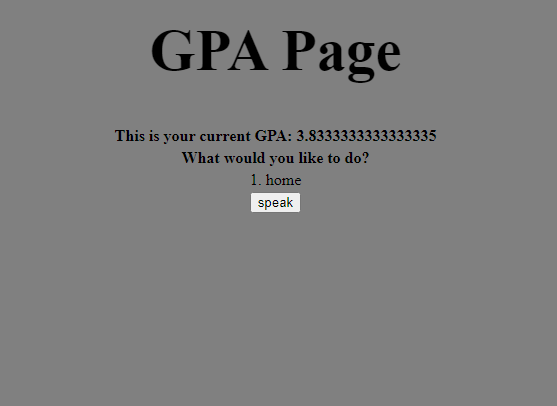 GPA Page
This is your current GPA: 3.8333333333333335
What would you like to do?
1. home
speak